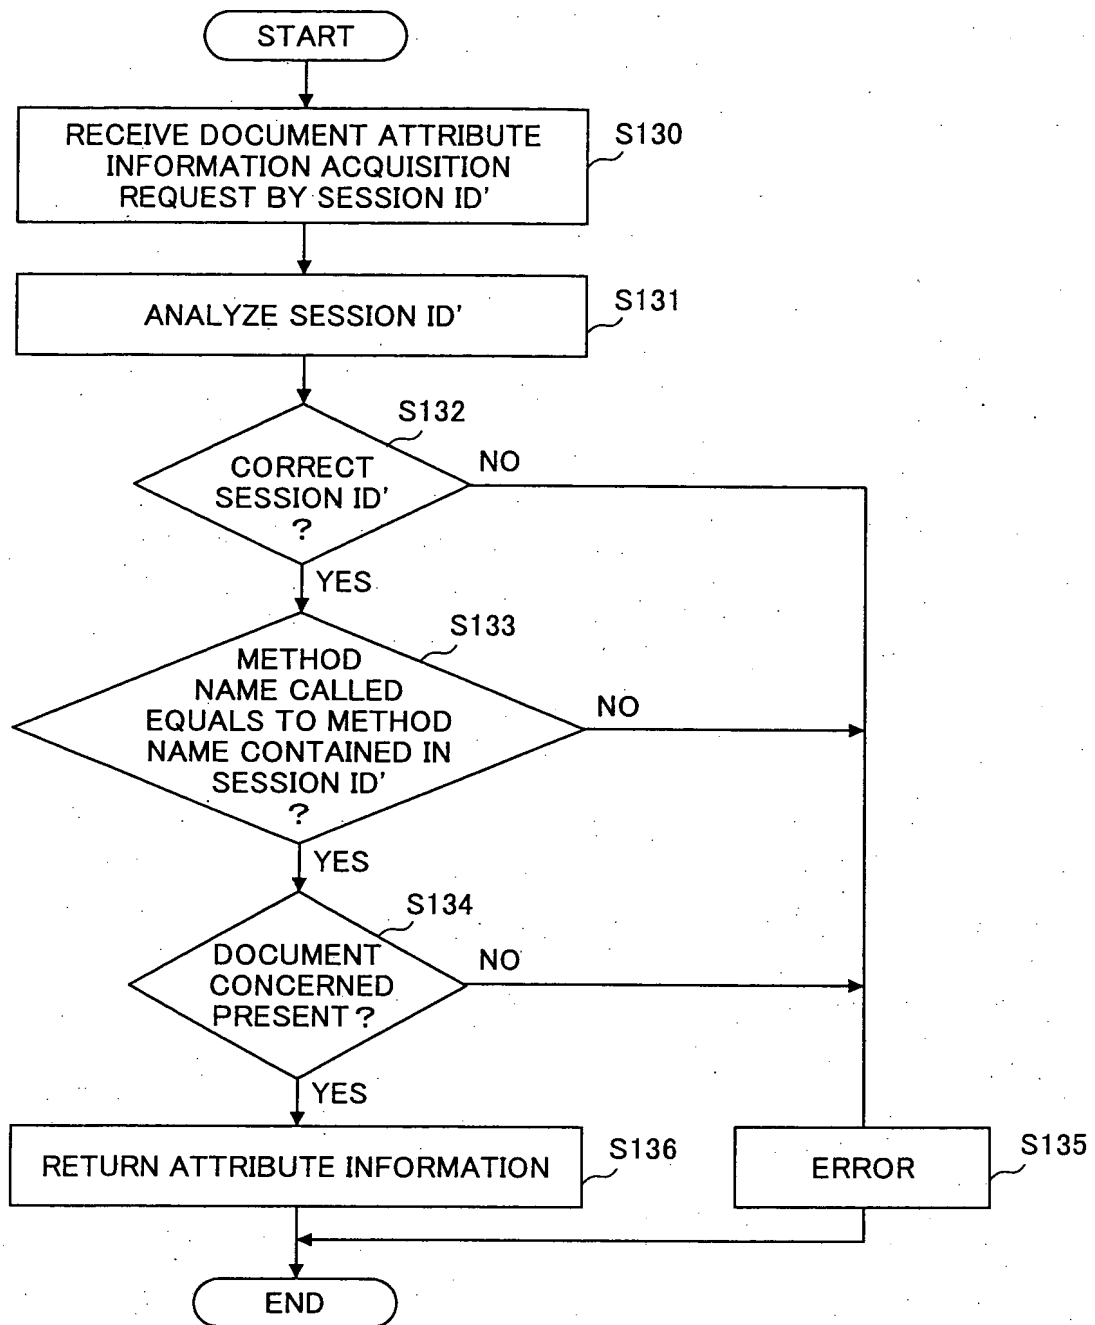 START
RECEIVE DOCUMENT ATTRIBUTE
INFORMATION ACQUISITION
REQUEST BY SESSION ID'
S130
ANALYZE SESSION ID'
S131
S132
CORRECT
SESSION ID'
?
NO
YES
S133
METHOD
NAME CALLED
EQUALS TO METHOD
NAME CONTAINED IN
SESSION ID'
?
NO
YES
S134
DOCUMENT
CONCERNED
PRESENT?
NO
YES
RETURN ATTRIBUTE INFORMATION
S136
ERROR
S135
END